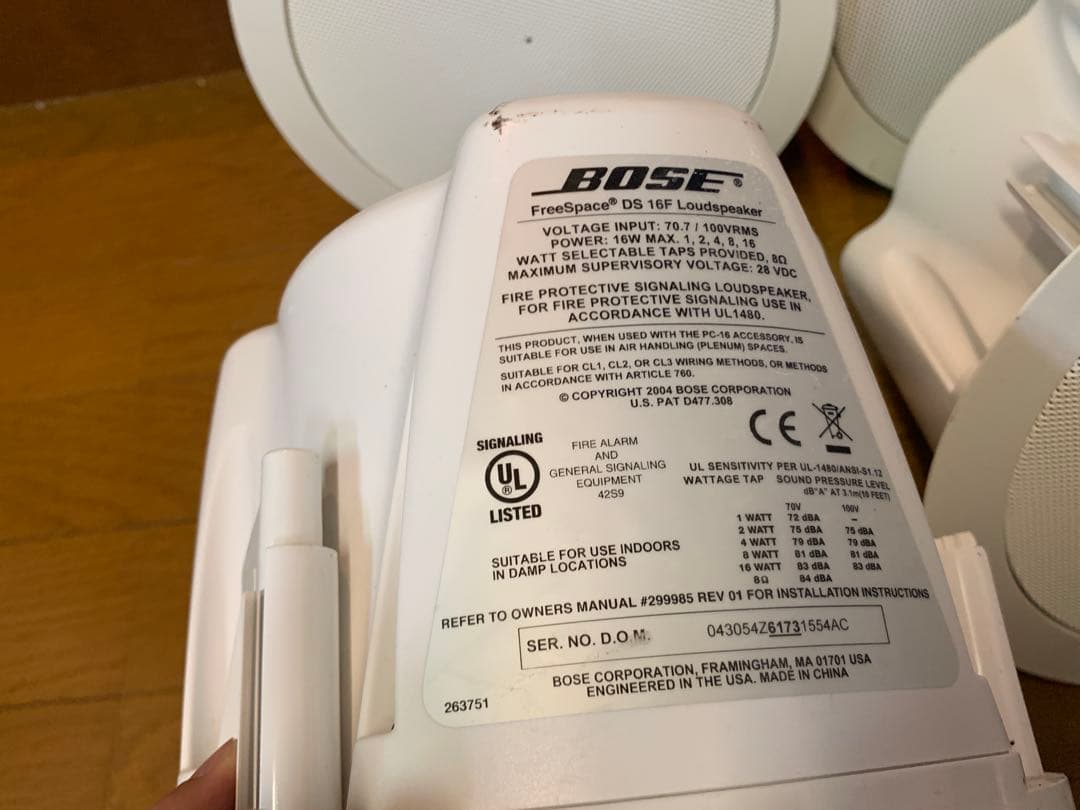 BOSE®
FreeSpace® DS 16F Loudspeaker
VOLTAGE INPUT: 70.7 / 100VRMS
POWER: 16W MAX. 1, 2, 4, 8, 16
WATT SELECTABLE TAPS PROVIDED, 8Ω
MAXIMUM SUPERVISORY VOLTAGE: 28 VDC
FIRE PROTECTIVE SIGNALING LOUDSPEAKER,
FOR FIRE PROTECTIVE SIGNALING USE IN
ACCORDANCE WITH UL1480.
THIS PRODUCT, WHEN USED WITH THE PC-16 ACCESSORY, IS
SUITABLE FOR USE IN AIR HANDLING (PLENUM) SPACES.
SUITABLE FOR CL1, CL2, OR CL3 WIRING METHODS, OR METHODS
IN ACCORDANCE WITH ARTICLE 760.
© COPYRIGHT 2004 BOSE CORPORATION
U.S. PAT D477.308
CE
SIGNALING
UL®
LISTED
FIRE ALARM
AND
GENERAL SIGNALING
EQUIPMENT
42S9
UL SENSITIVITY PER UL-1480/ANSI-S1.12
WATTAGE TAP SOUND PRESSURE LEVEL
dB"A" AT 3.1m(10 FEET)
70V 100V
1 WATT 72 dBA –
2 WATT 75 dBA 75 dBA
4 WATT 79 dBA 79 dBA
8 WATT 81 dBA 81 dBA
16 WATT 83 dBA 83 dBA
8Ω 84 dBA
SUITABLE FOR USE INDOORS
IN DAMP LOCATIONS
REFER TO OWNERS MANUAL #299985 REV 01 FOR INSTALLATION INSTRUCTIONS
SER. NO. D.O.M. 043054Z61731554AC
BOSE CORPORATION, FRAMINGHAM, MA 01701 USA
ENGINEERED IN THE USA. MADE IN CHINA
263751